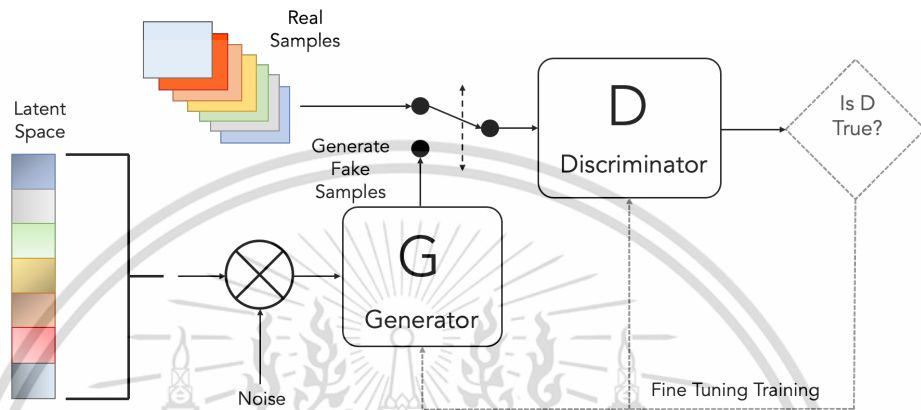 Real
Samples
Latent
Space
Generate
Fake
Samples
D
Discriminator
Is D
True?
G
Generator
Noise
Fine Tuning Training